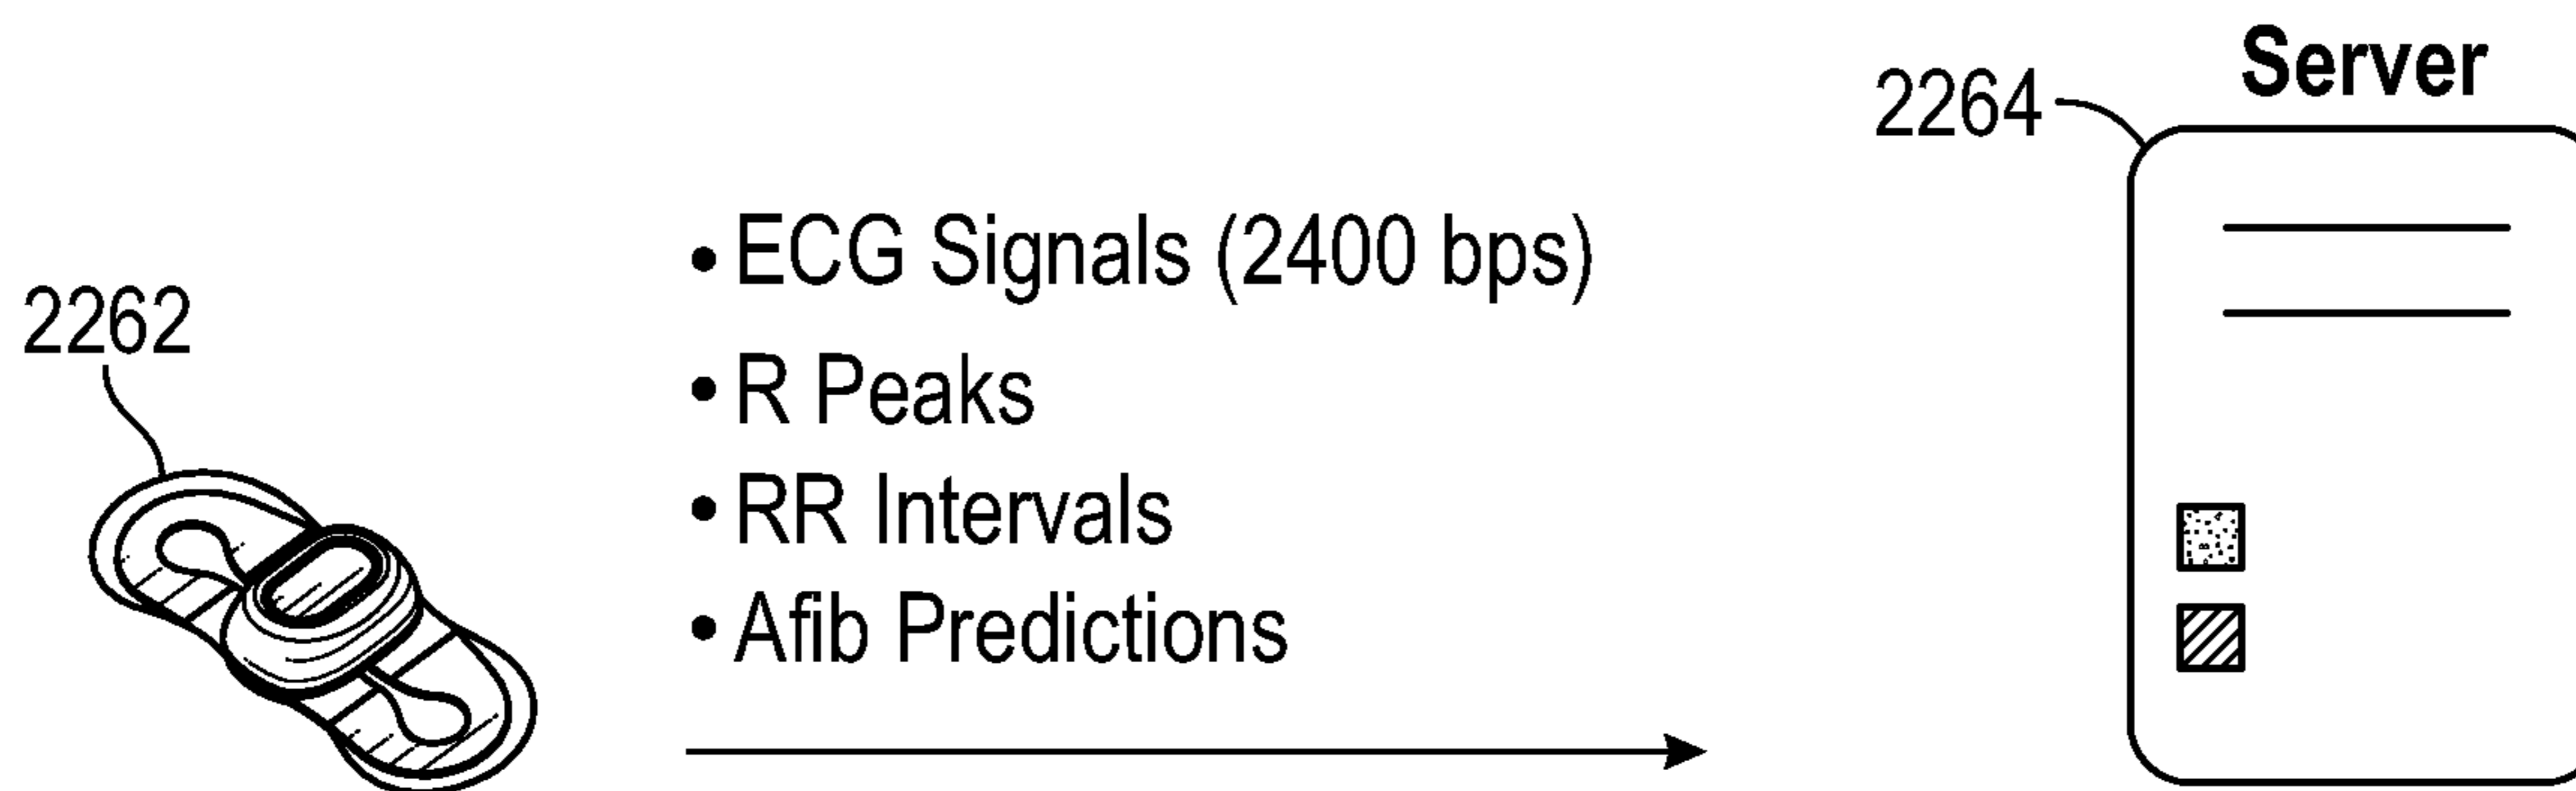 Server
2264
2262
• ECG Signals (2400 bps)
• R Peaks
• RR Intervals
• Afib Predictions